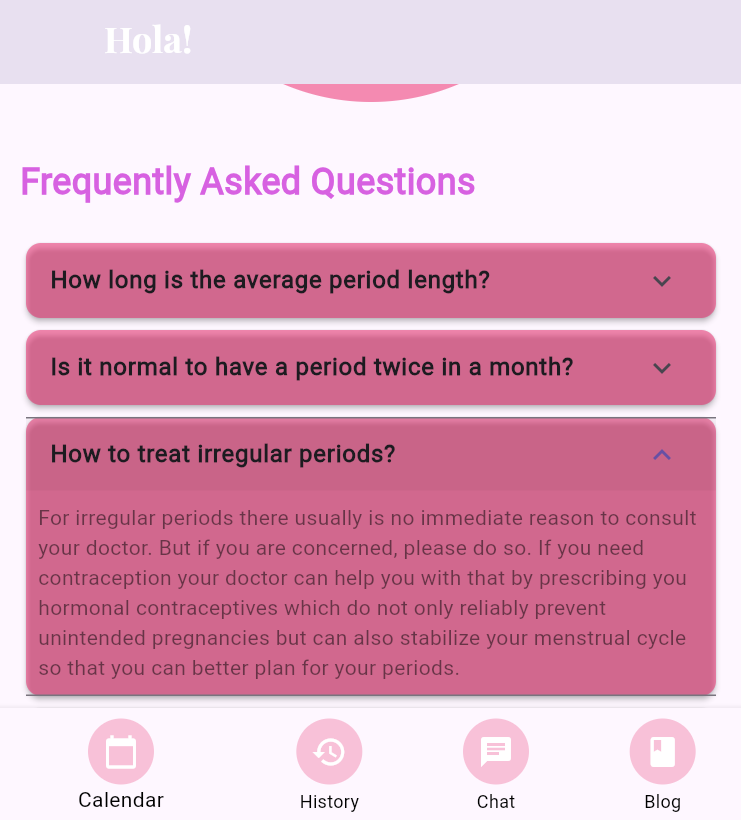 Hola!
Frequently Asked Questions
How long is the average period length?
Is it normal to have a period twice in a month?
How to treat irregular periods?
For irregular periods there usually is no immediate reason to consult
your doctor. But if you are concerned, please do so. If you need
contraception your doctor can help you with that by prescribing you
hormonal contraceptives which do not only reliably prevent
unintended pregnancies but can also stabilize your menstrual cycle
so that you can better plan for your periods.
Calendar
History
Chat
Blog